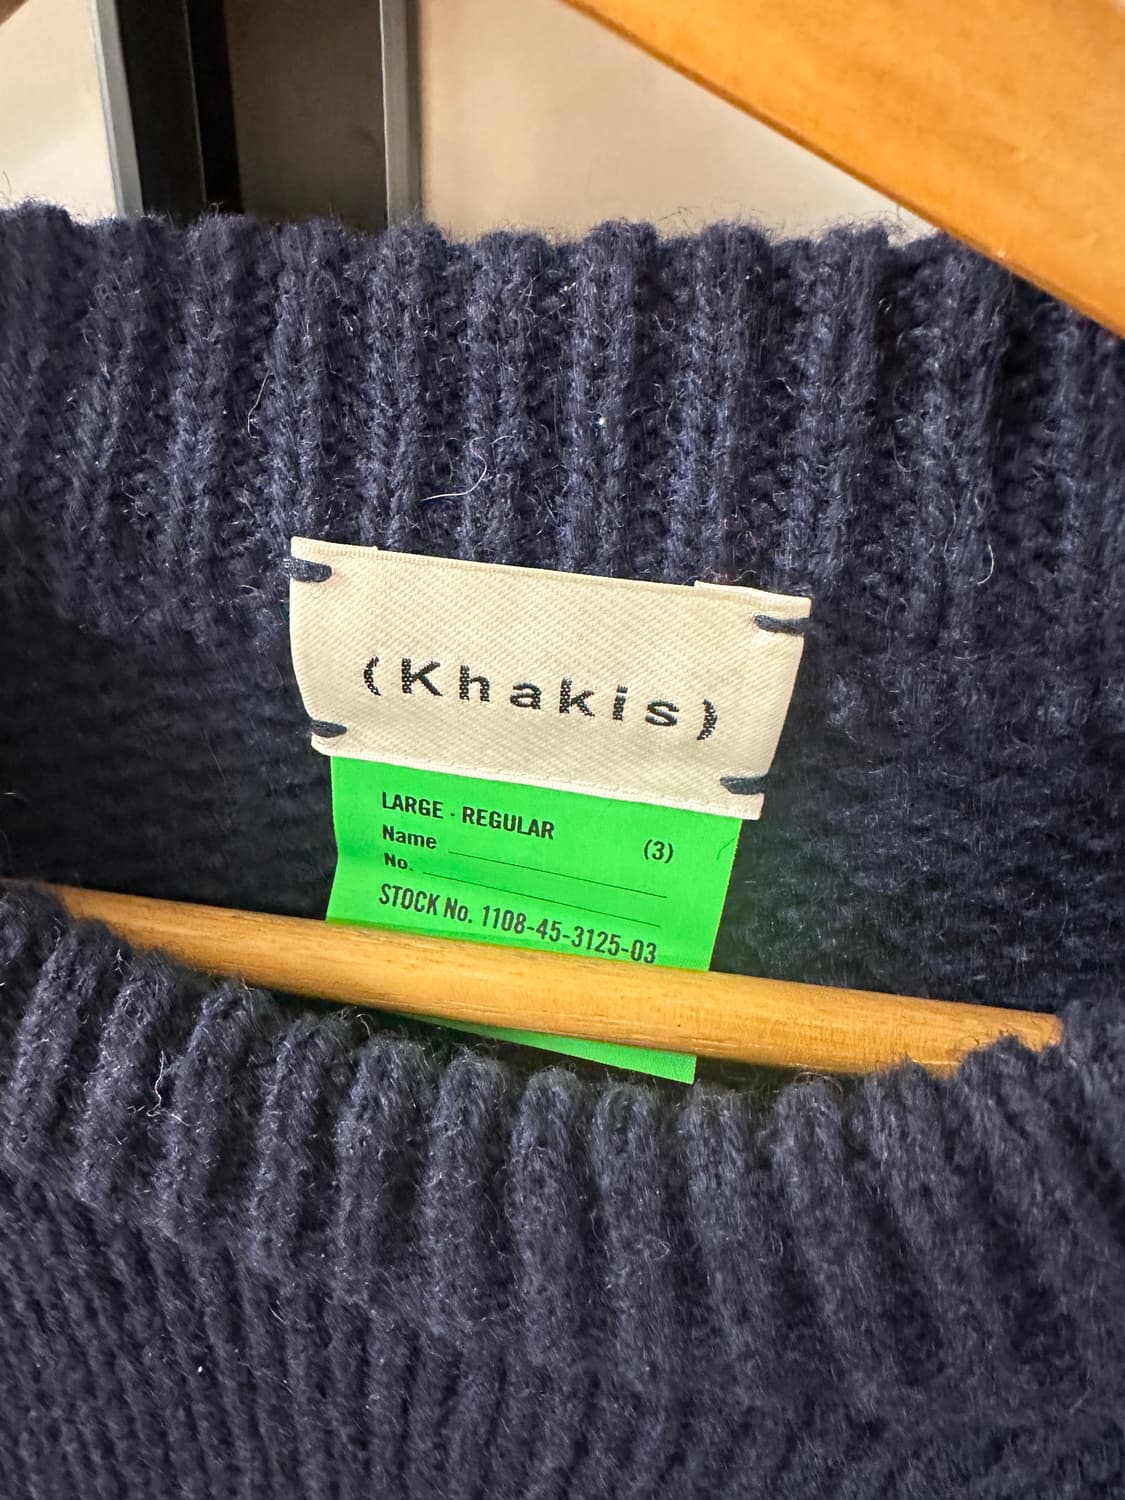 (Khakis)
LARGE - REGULAR (3)
Name
No.
STOCK No. 1108-45-3125-03